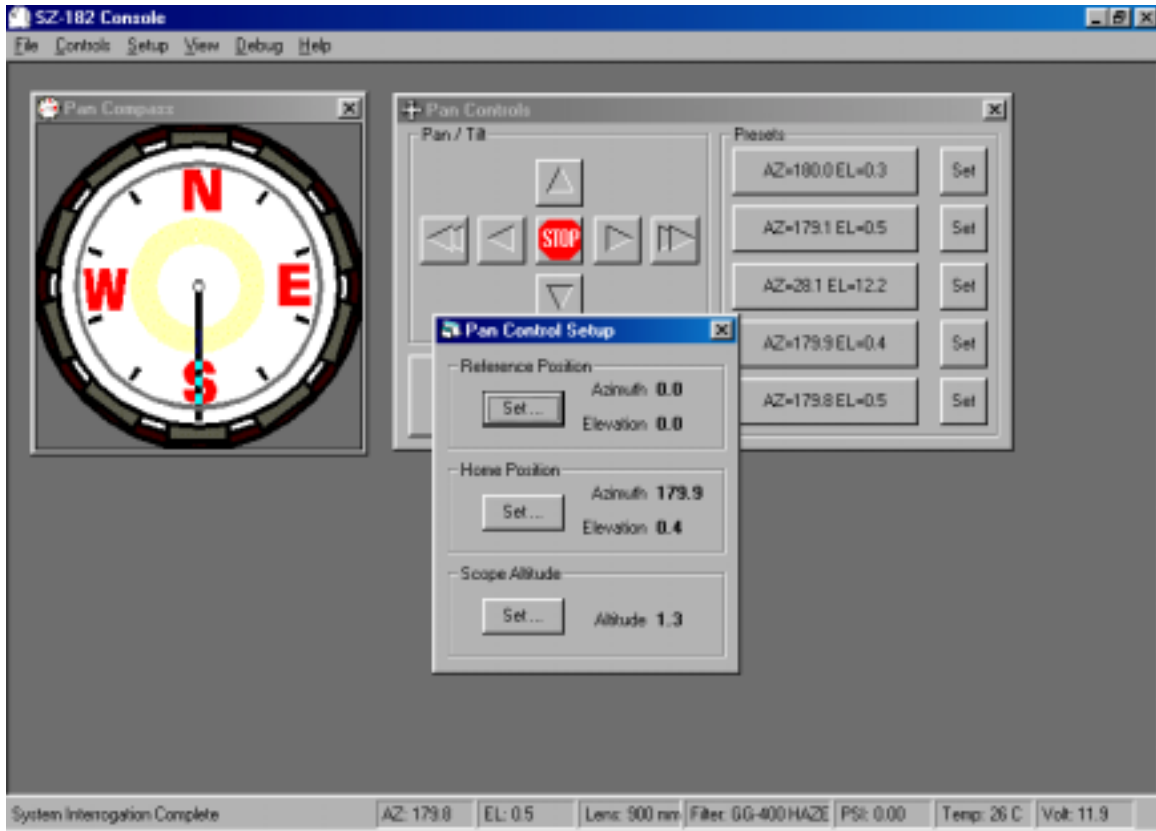 SZ-182 Console
File Controls Setup View Debug Help
Pan Compass
N
W
E
S
Pan Controls
Pan / Tilt
STOP
Presets
AZ=180.0 EL=0.3 Set
AZ=179.1 EL=0.5 Set
AZ=28.1 EL=12.2 Set
AZ=179.9 EL=0.4 Set
AZ=179.8 EL=0.5 Set
Pan Control Setup
Reference Position
Set...
Azimuth 0.0
Elevation 0.0
Home Position
Set...
Azimuth 179.9
Elevation 0.4
Scope Altitude
Set...
Altitude 1.3
System Interrogation Complete AZ: 179.8 EL: 0.5 Lens: 900 mm Filter: GG-400 HAZE PSI: 0.00 Temp: 26 C Volt: 11.9